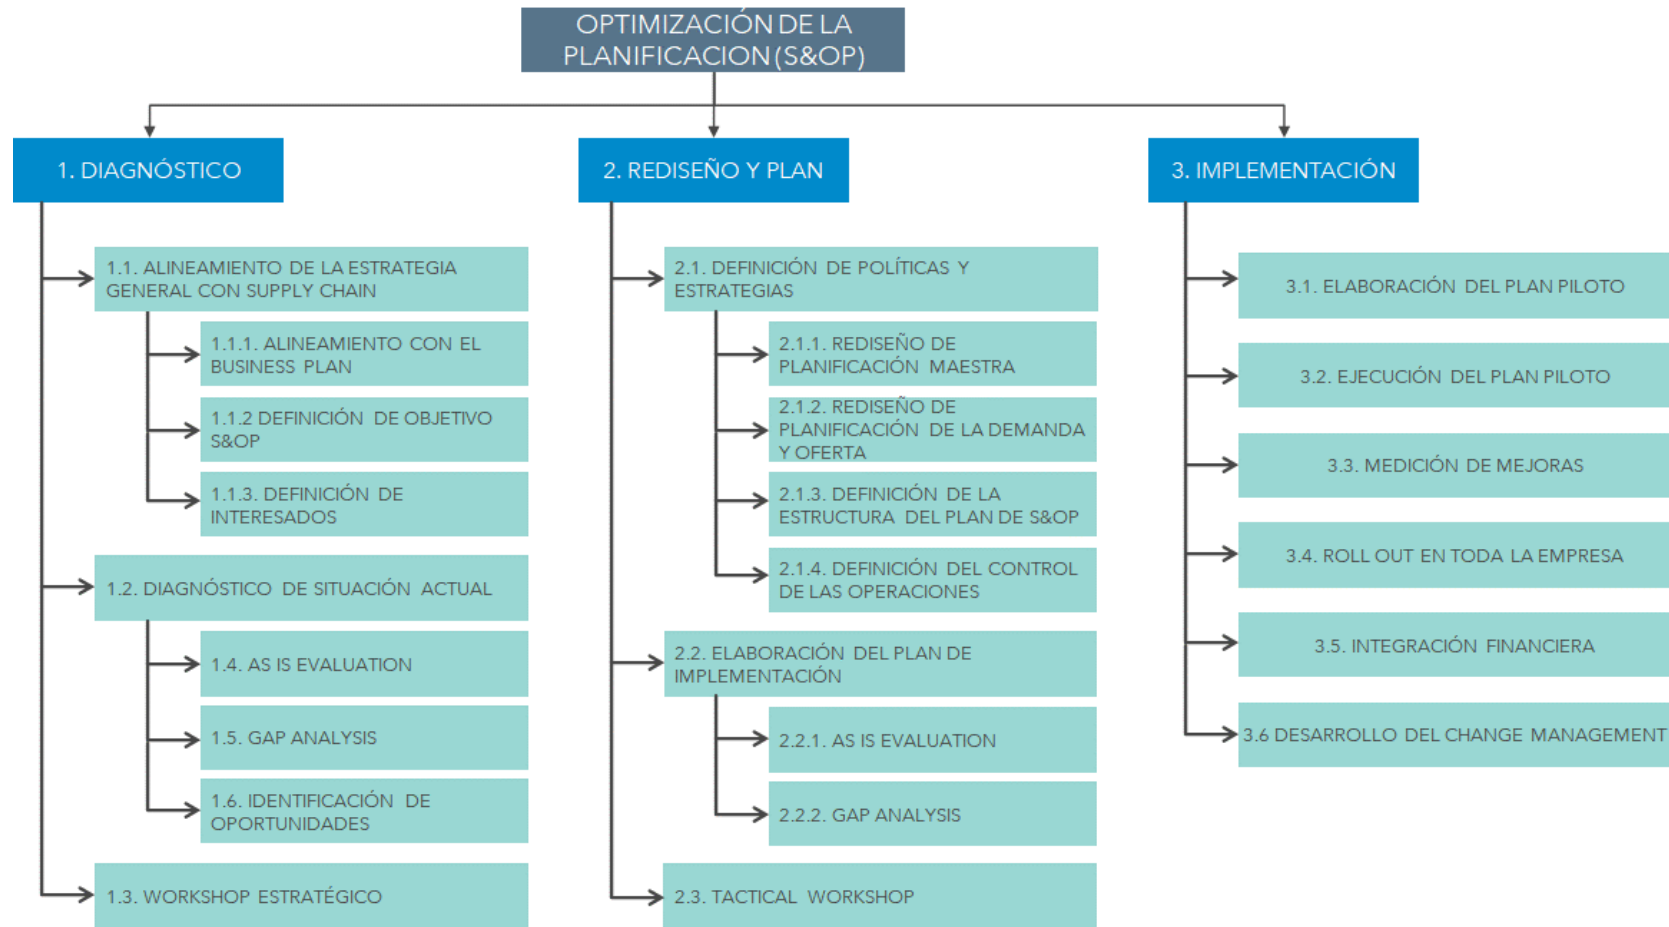 OPTIMIZACIÓN DE LA
PLANIFICACION (S&OP)
1. DIAGNÓSTICO
1.1. ALINEAMIENTO DE LA ESTRATEGIA
GENERAL CON SUPPLY CHAIN
1.1.1. ALINEAMIENTO CON EL
BUSINESS PLAN
1.1.2 DEFINICIÓN DE OBJETIVO
S&OP
1.1.3. DEFINICIÓN DE
INTERESADOS
1.2. DIAGNÓSTICO DE SITUACIÓN ACTUAL
1.4. AS IS EVALUATION
1.5. GAP ANALYSIS
1.6. IDENTIFICACIÓN DE
OPORTUNIDADES
1.3. WORKSHOP ESTRATÉGICO
2. REDISEÑO Y PLAN
2.1. DEFINICIÓN DE POLÍTICAS Y
ESTRATEGIAS
2.1.1. REDISEÑO DE
PLANIFICACIÓN MAESTRA
2.1.2. REDISEÑO DE
PLANIFICACIÓN DE LA DEMANDA
Y OFERTA
2.1.3. DEFINICIÓN DE LA
ESTRUCTURA DEL PLAN DE S&OP
2.1.4. DEFINICIÓN DEL CONTROL
DE LAS OPERACIONES
2.2. ELABORACIÓN DEL PLAN DE
IMPLEMENTACIÓN
2.2.1. AS IS EVALUATION
2.2.2. GAP ANALYSIS
2.3. TACTICAL WORKSHOP
3. IMPLEMENTACIÓN
3.1. ELABORACIÓN DEL PLAN PILOTO
3.2. EJECUCIÓN DEL PLAN PILOTO
3.3. MEDICIÓN DE MEJORAS
3.4. ROLL OUT EN TODA LA EMPRESA
3.5. INTEGRACIÓN FINANCIERA
3.6 DESARROLLO DEL CHANGE MANAGEMENT